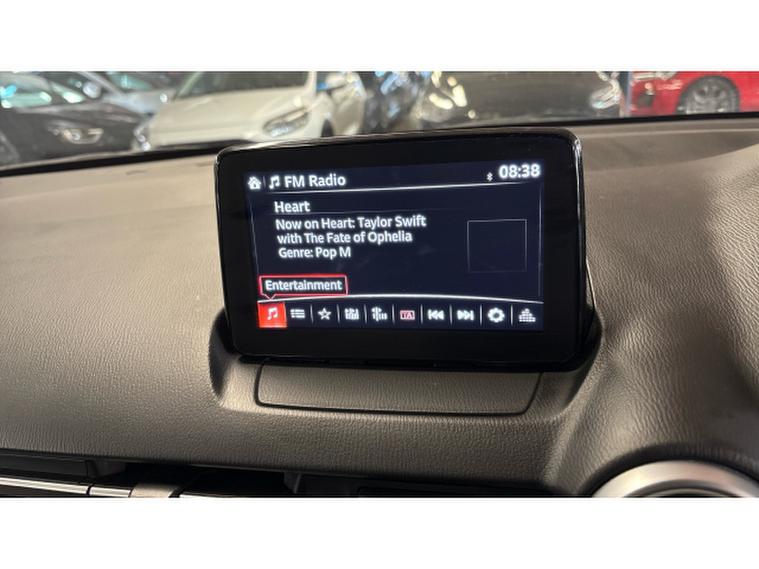 FM Radio 08:38
Heart
Now on Heart: Taylor Swift
with The Fate of Ophelia
Genre: Pop M
Entertainment
TA